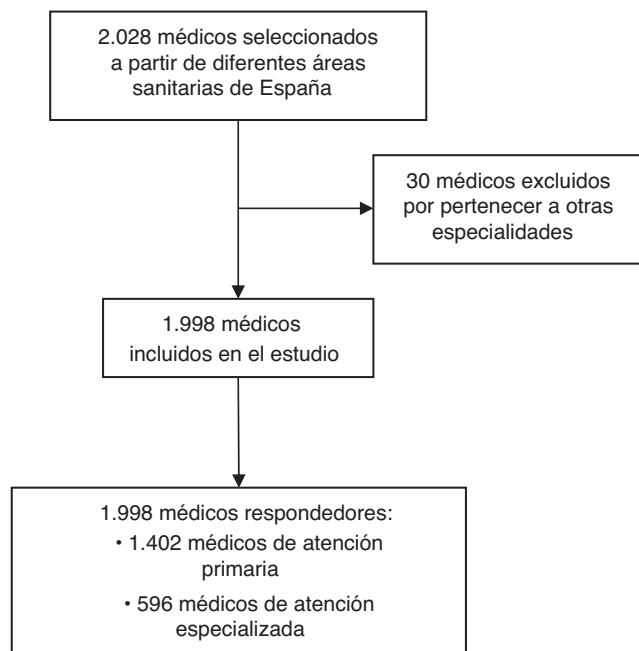 2.028 médicos seleccionados
a partir de diferentes áreas
sanitarias de España
30 médicos excluidos
por pertenecer a otras
especialidades
1.998 médicos
incluidos en el estudio
1.998 médicos respondedores:
• 1.402 médicos de atención
primaria
• 596 médicos de atención
especializada